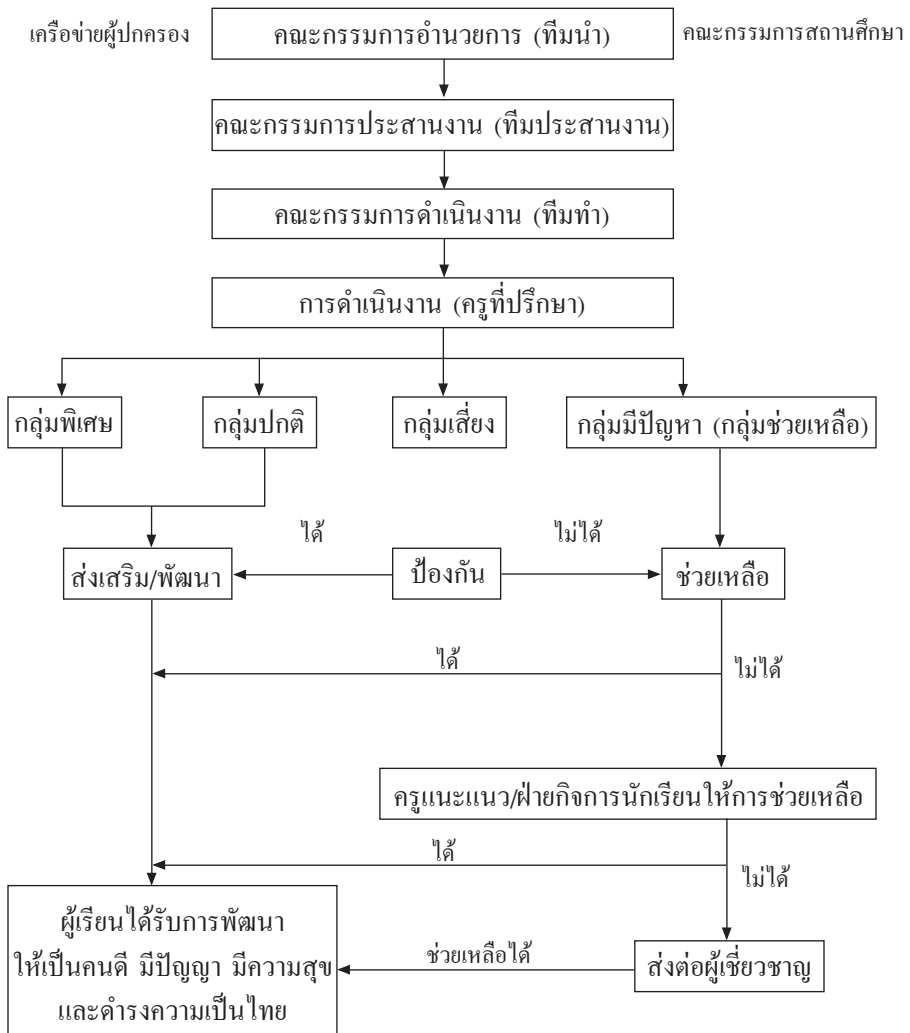 เครือข่ายผู้ปกครอง
คณะกรรมการอำนวยการ (ทีมนำ)
คณะกรรมการสถานศึกษา
คณะกรรมการประสานงาน (ทีมประสานงาน)
คณะกรรมการดำเนินงาน (ทีมทำ)
การดำเนินงาน (ครูที่ปรึกษา)
กลุ่มพิเศษ
กลุ่มปกติ
กลุ่มเสี่ยง
กลุ่มมีปัญหา (กลุ่มช่วยเหลือ)
ได้
ไม่ได้
ส่งเสริม/พัฒนา
ป้องกัน
ช่วยเหลือ
ได้
ไม่ได้
ครูแนะแนว/ฝ่ายกิจการนักเรียนให้การช่วยเหลือ
ได้
ไม่ได้
ผู้เรียนได้รับการพัฒนา
ให้เป็นคนดี มีปัญญา มีความสุข
และดำรงความเป็นไทย
ช่วยเหลือได้
ส่งต่อผู้เชี่ยวชาญ